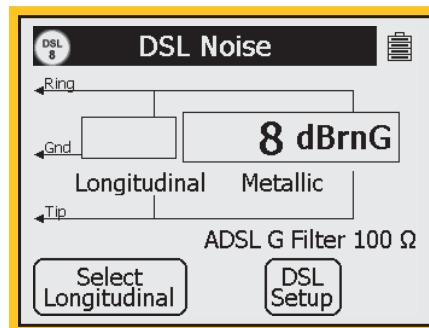 DSL
8
DSL Noise
Ring
Gnd
8 dBrnG
Longitudinal Metallic
Tip
ADSL G Filter 100 Ω
Select
Longitudinal
DSL
Setup